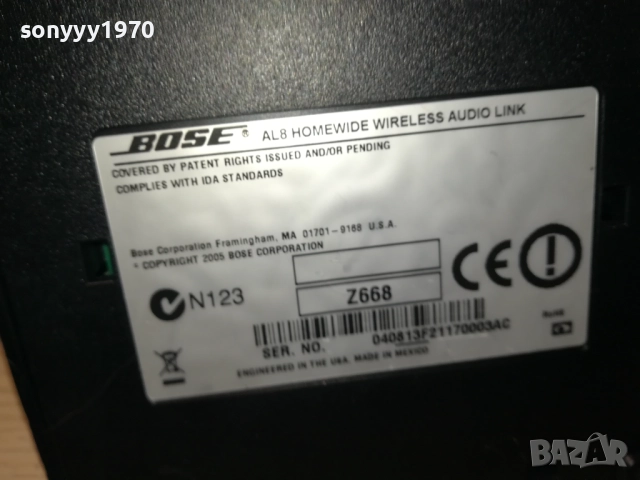 sonyyy1970
BOSE® AL8 HOMEWIDE WIRELESS AUDIO LINK
COVERED BY PATENT RIGHTS ISSUED AND/OR PENDING
COMPLIES WITH IDA STANDARDS
Bose Corporation Framingham, MA 01701-9168 U.S.A.
© COPYRIGHT 2005 BOSE CORPORATION
N123
Z668
CE
SER. NO. 040813F21170003AC
RoHS
ENGINEERED IN THE USA. MADE IN MEXICO
BAZAR